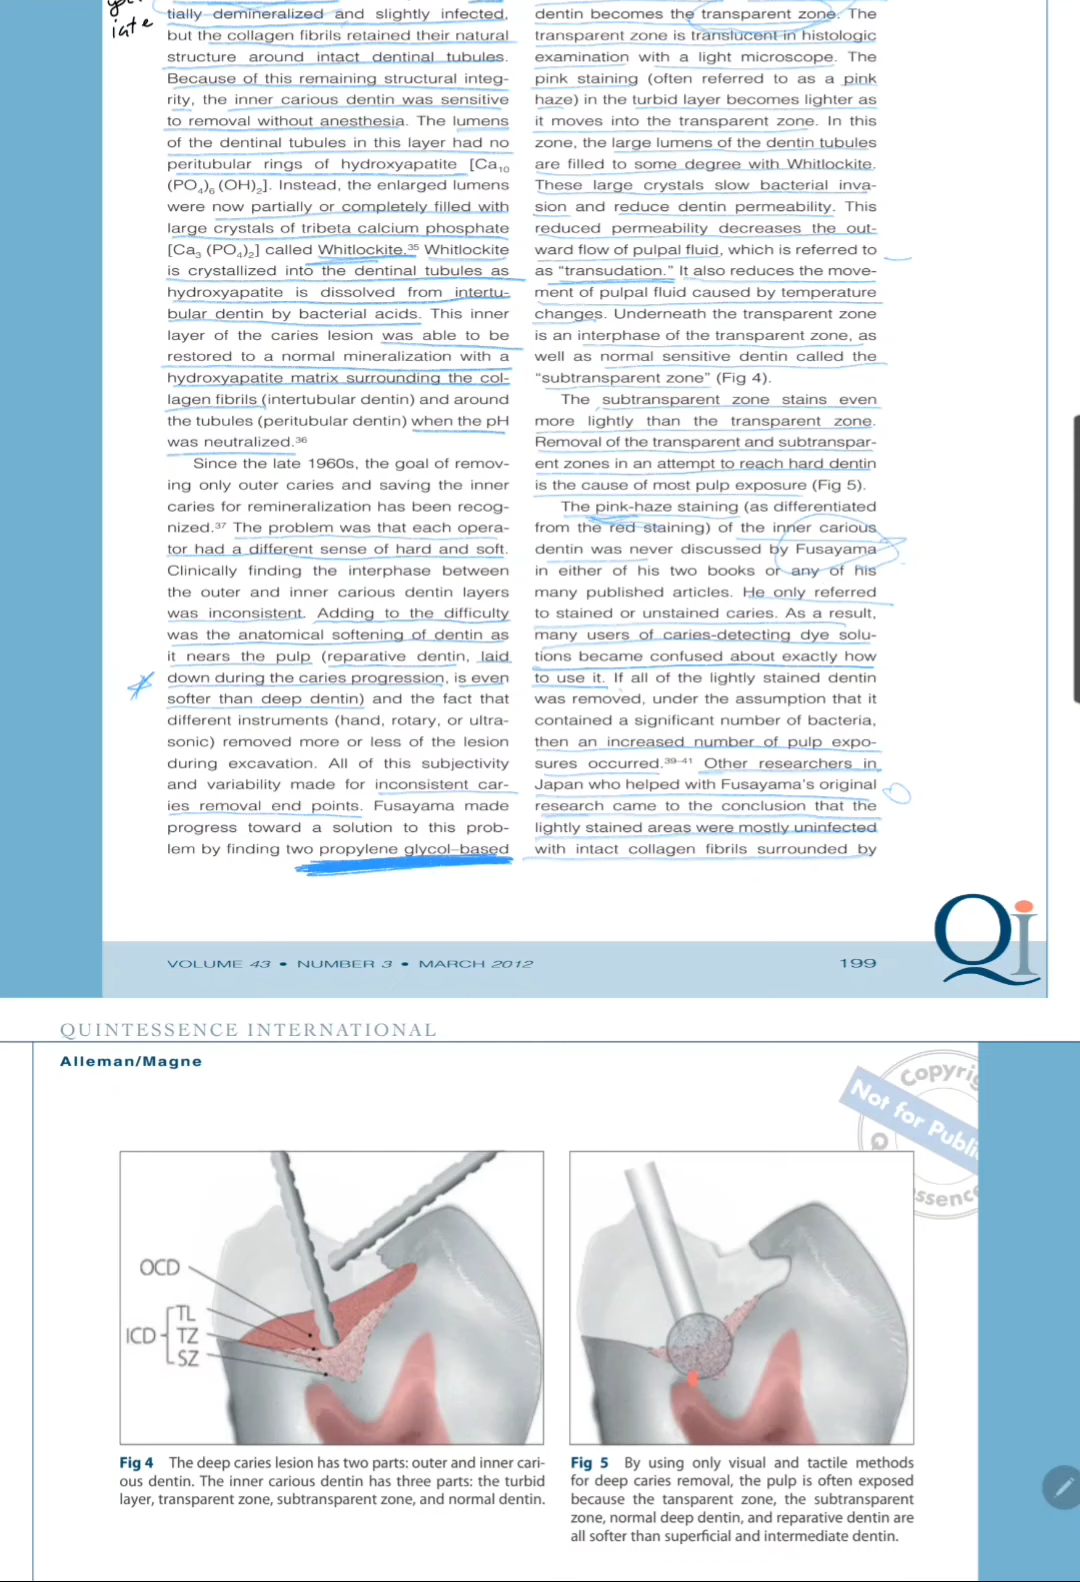 iate
tially demineralized and slightly infected,
but the collagen fibrils retained their natural
structure around intact dentinal tubules.
Because of this remaining structural integ-
rity, the inner carious dentin was sensitive
to removal without anesthesia. The lumens
of the dentinal tubules in this layer had no
peritubular rings of hydroxyapatite [Ca₁₀
(PO₄)₆ (OH)₂]. Instead, the enlarged lumens
were now partially or completely filled with
large crystals of tribeta calcium phosphate
[Ca₃ (PO₄)₂] called Whitlockite.³⁵ Whitlockite
is crystallized into the dentinal tubules as
hydroxyapatite is dissolved from intertu-
bular dentin by bacterial acids. This inner
layer of the caries lesion was able to be
restored to a normal mineralization with a
hydroxyapatite matrix surrounding the col-
lagen fibrils (intertubular dentin) and around
the tubules (peritubular dentin) when the pH
was neutralized.³⁶
Since the late 1960s, the goal of remov-
ing only outer caries and saving the inner
caries for remineralization has been recog-
nized.³⁷ The problem was that each opera-
tor had a different sense of hard and soft.
Clinically finding the interphase between
the outer and inner carious dentin layers
was inconsistent. Adding to the difficulty
was the anatomical softening of dentin as
it nears the pulp (reparative dentin, laid
down during the caries progression, is even
softer than deep dentin) and the fact that
different instruments (hand, rotary, or ultra-
sonic) removed more or less of the lesion
during excavation. All of this subjectivity
and variability made for inconsistent car-
ies removal end points. Fusayama made
progress toward a solution to this prob-
lem by finding two propylene glycol–based
dentin becomes the transparent zone. The
transparent zone is translucent in histologic
examination with a light microscope. The
pink staining (often referred to as a pink
haze) in the turbid layer becomes lighter as
it moves into the transparent zone. In this
zone, the large lumens of the dentin tubules
are filled to some degree with Whitlockite.
These large crystals slow bacterial inva-
sion and reduce dentin permeability. This
reduced permeability decreases the out-
ward flow of pulpal fluid, which is referred to
as “transudation.” It also reduces the move-
ment of pulpal fluid caused by temperature
changes. Underneath the transparent zone
is an interphase of the transparent zone, as
well as normal sensitive dentin called the
“subtransparent zone” (Fig 4).
The subtransparent zone stains even
more lightly than the transparent zone.
Removal of the transparent and subtranspar-
ent zones in an attempt to reach hard dentin
is the cause of most pulp exposure (Fig 5).
The pink-haze staining (as differentiated
from the red staining) of the inner carious
dentin was never discussed by Fusayama
in either of his two books or any of his
many published articles. He only referred
to stained or unstained caries. As a result,
many users of caries-detecting dye solu-
tions became confused about exactly how
to use it. If all of the lightly stained dentin
was removed, under the assumption that it
contained a significant number of bacteria,
then an increased number of pulp expo-
sures occurred.³⁹⁻⁴¹ Other researchers in
Japan who helped with Fusayama’s original
research came to the conclusion that the
lightly stained areas were mostly uninfected
with intact collagen fibrils surrounded by
Qi
VOLUME 43 • NUMBER 3 • MARCH 2012
199
QUINTESSENCE INTERNATIONAL
Alleman/Magne
Copyrig
Not for Publi
ssence
OCD
TL
ICD TZ
SZ
Fig 4 The deep caries lesion has two parts: outer and inner cari-
ous dentin. The inner carious dentin has three parts: the turbid
layer, transparent zone, subtransparent zone, and normal dentin.
Fig 5 By using only visual and tactile methods
for deep caries removal, the pulp is often exposed
because the tansparent zone, the subtransparent
zone, normal deep dentin, and reparative dentin are
all softer than superficial and intermediate dentin.